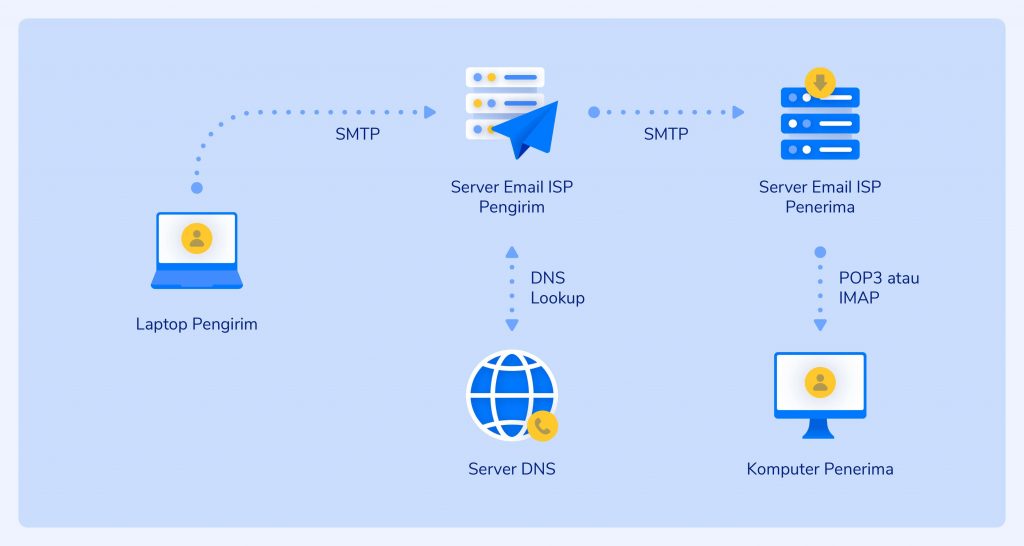 SMTP
SMTP
Server Email ISP
Pengirim
Server Email ISP
Penerima
Laptop Pengirim
DNS
Lookup
POP3 atau
IMAP
Server DNS
Komputer Penerima